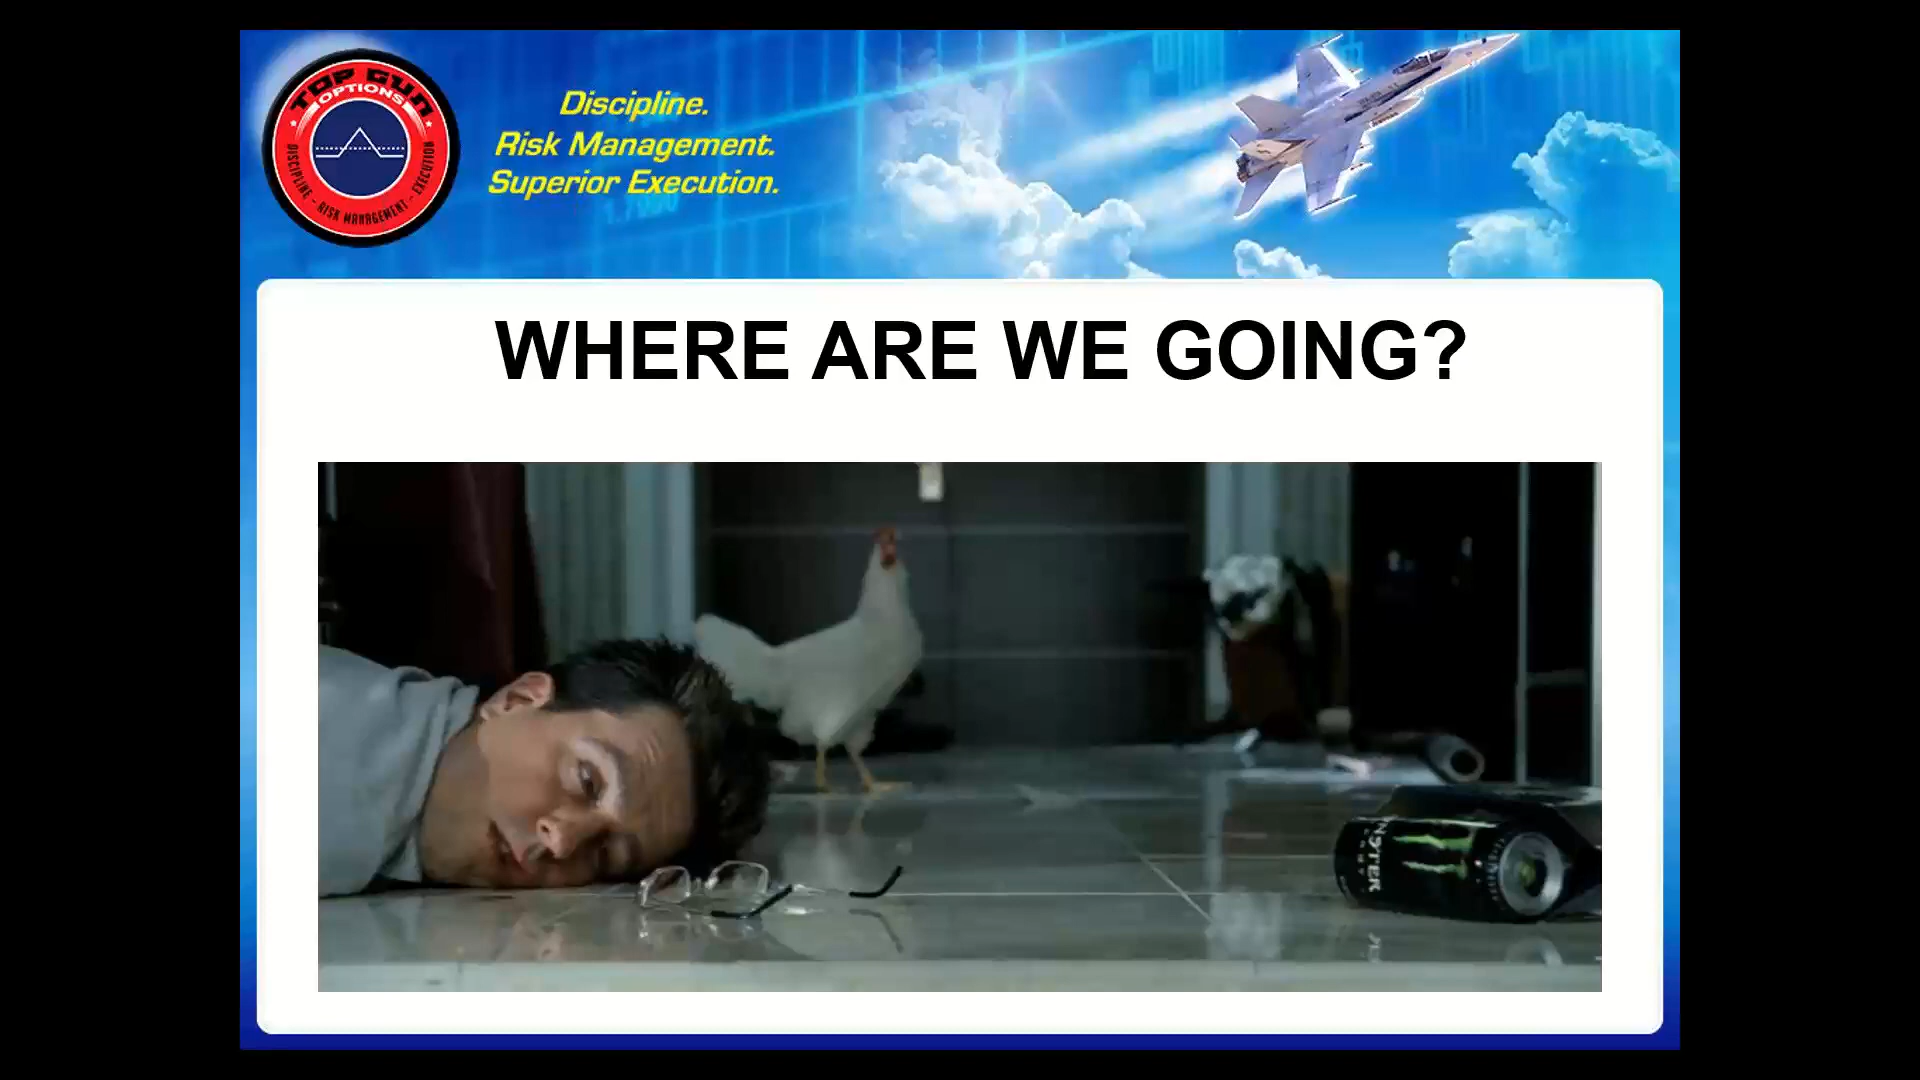 TOP GUN
OPTIONS
DISCIPLINE - RISK MANAGEMENT - EXECUTION
Discipline.
Risk Management.
Superior Execution.
WHERE ARE WE GOING?